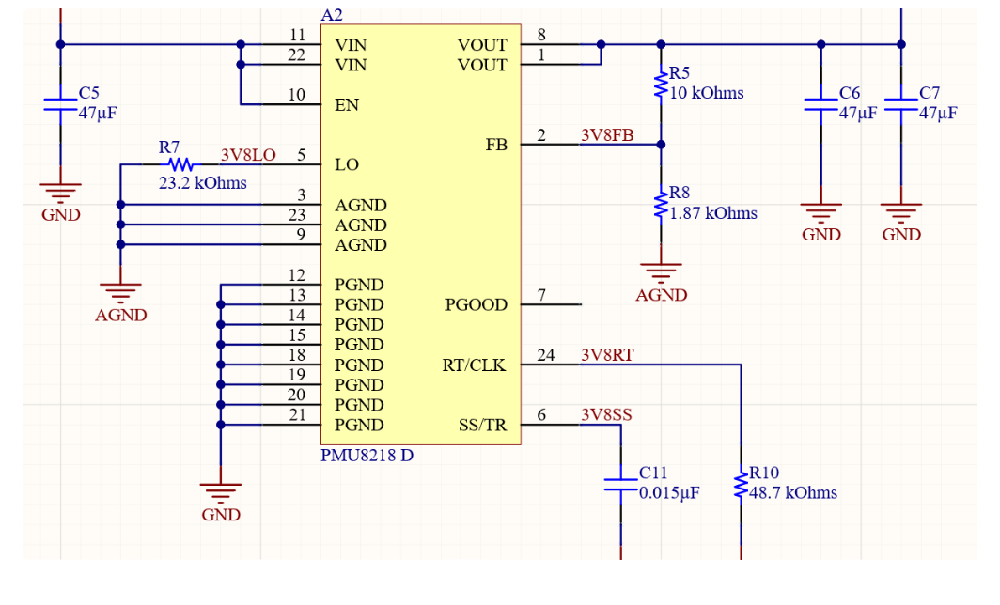 A2
11
VIN
VOUT
8
22
VIN
VOUT
1
C5
47µF
R5
10 kOhms
C6
47µF
C7
47µF
10
EN
R7
23.2 kOhms
3V8LO
5
LO
FB
2
3V8FB
GND
3
AGND
23
AGND
9
AGND
R8
1.87 kOhms
GND
GND
AGND
12
PGND
13
PGND
14
PGND
15
PGND
18
PGND
19
PGND
20
PGND
21
PGND
PGOOD
7
AGND
RT/CLK
24
3V8RT
SS/TR
6
3V8SS
PMU8218 D
GND
C11
0.015µF
R10
48.7 kOhms